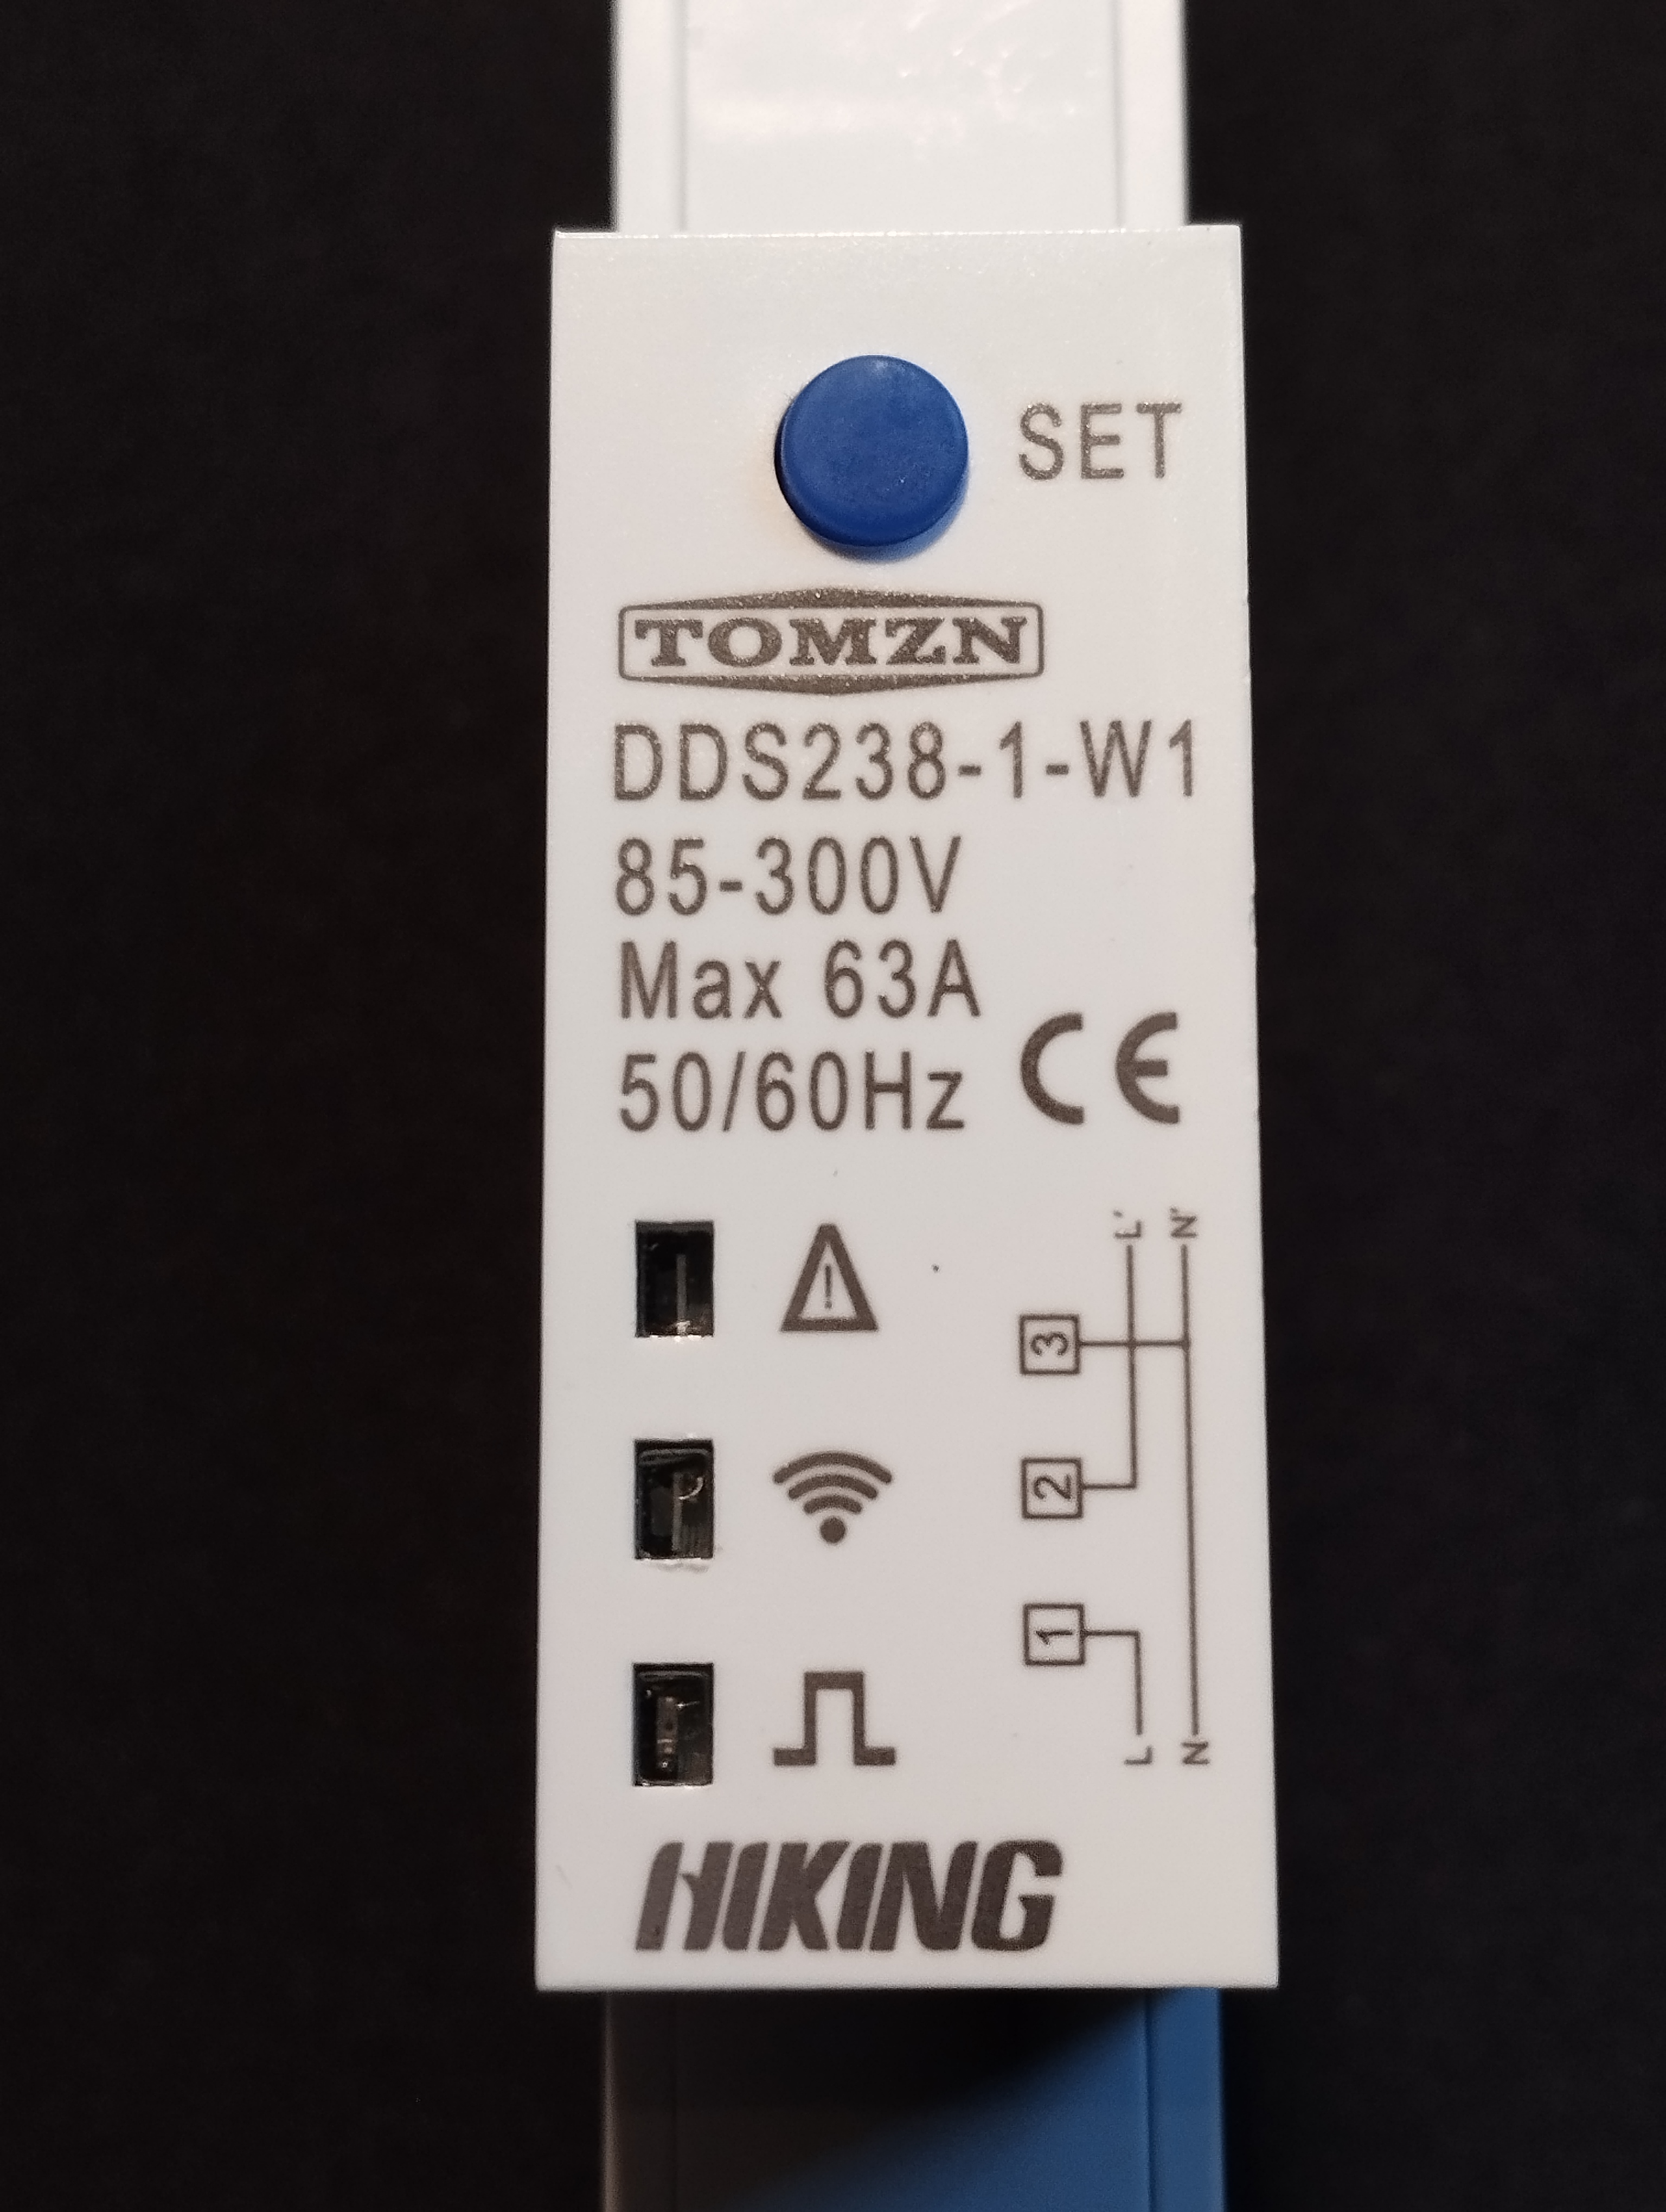 SET
TOMZN
DDS238-1-W1
85-300V
Max 63A
50/60Hz CE
L' N'
3
2
1
L N
HIKING